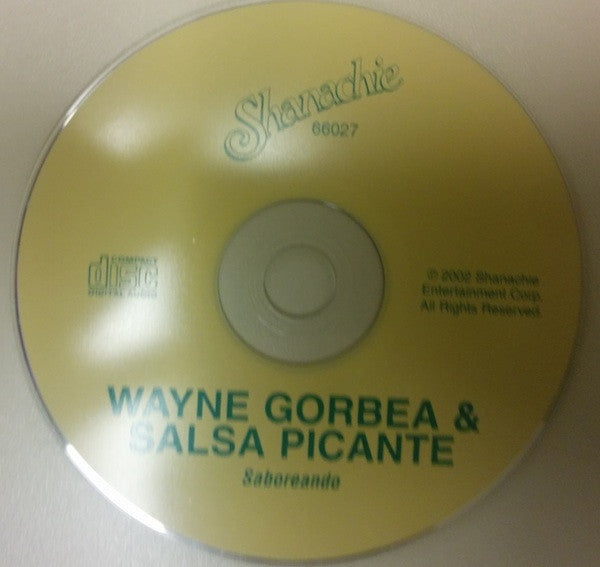 Shanachie
66027
COMPACT
disc
DIGITAL AUDIO
© 2002 Shanachie
Entertainment Corp.
All Rights Reserved.
WAYNE GORBEA &
SALSA PICANTE
Saboreando